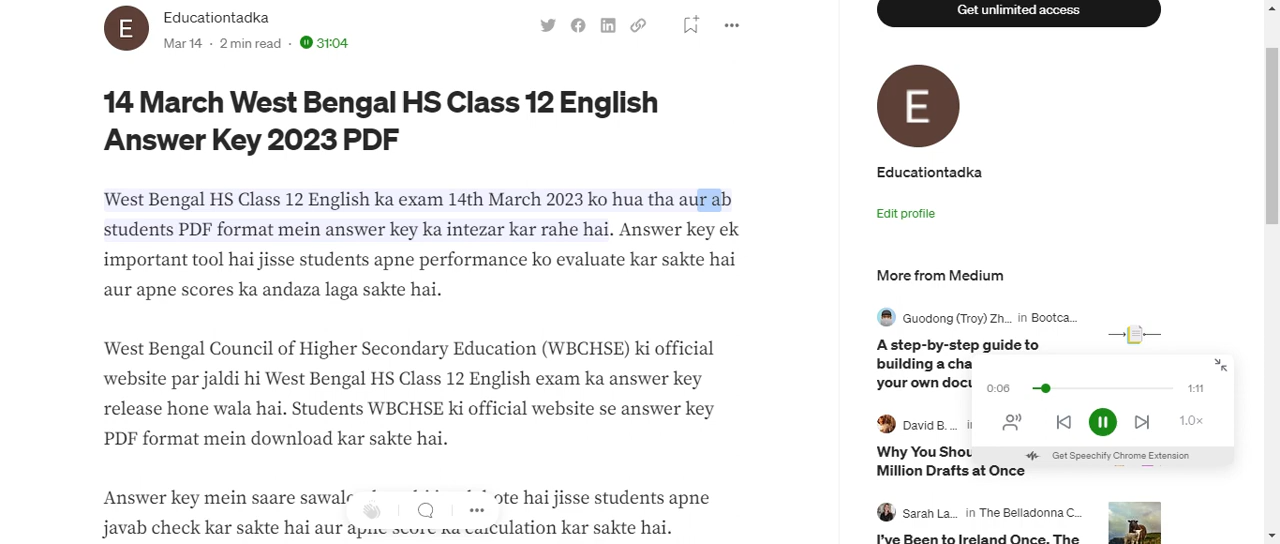 E
Educationtadka
Mar 14 · 2 min read · 31:04
14 March West Bengal HS Class 12 English
Answer Key 2023 PDF
West Bengal HS Class 12 English ka exam 14th March 2023 ko hua tha aur ab
students PDF format mein answer key ka intezar kar rahe hai. Answer key ek
important tool hai jisse students apne performance ko evaluate kar sakte hai
aur apne scores ka andaza laga sakte hai.
West Bengal Council of Higher Secondary Education (WBCHSE) ki official
website par jaldi hi West Bengal HS Class 12 English exam ka answer key
release hone wala hai. Students WBCHSE ki official website se answer key
PDF format mein download kar sakte hai.
Answer key mein saare hai jisse students apne
javab check kar sakte hai aur apne score ka calculation kar sakte hai.
Get unlimited access
E
Educationtadka
Edit profile
More from Medium
Guodong (Troy) Zh... in Bootca...
A step-by-step guide to
building a cha
your own docu
David B. ...
Why You Shou
Million Drafts at Once
Sarah La... in The Belladonna C...
I've Been to Ireland Once. The
0:06 1:11
1.0×
Get Speechify Chrome Extension